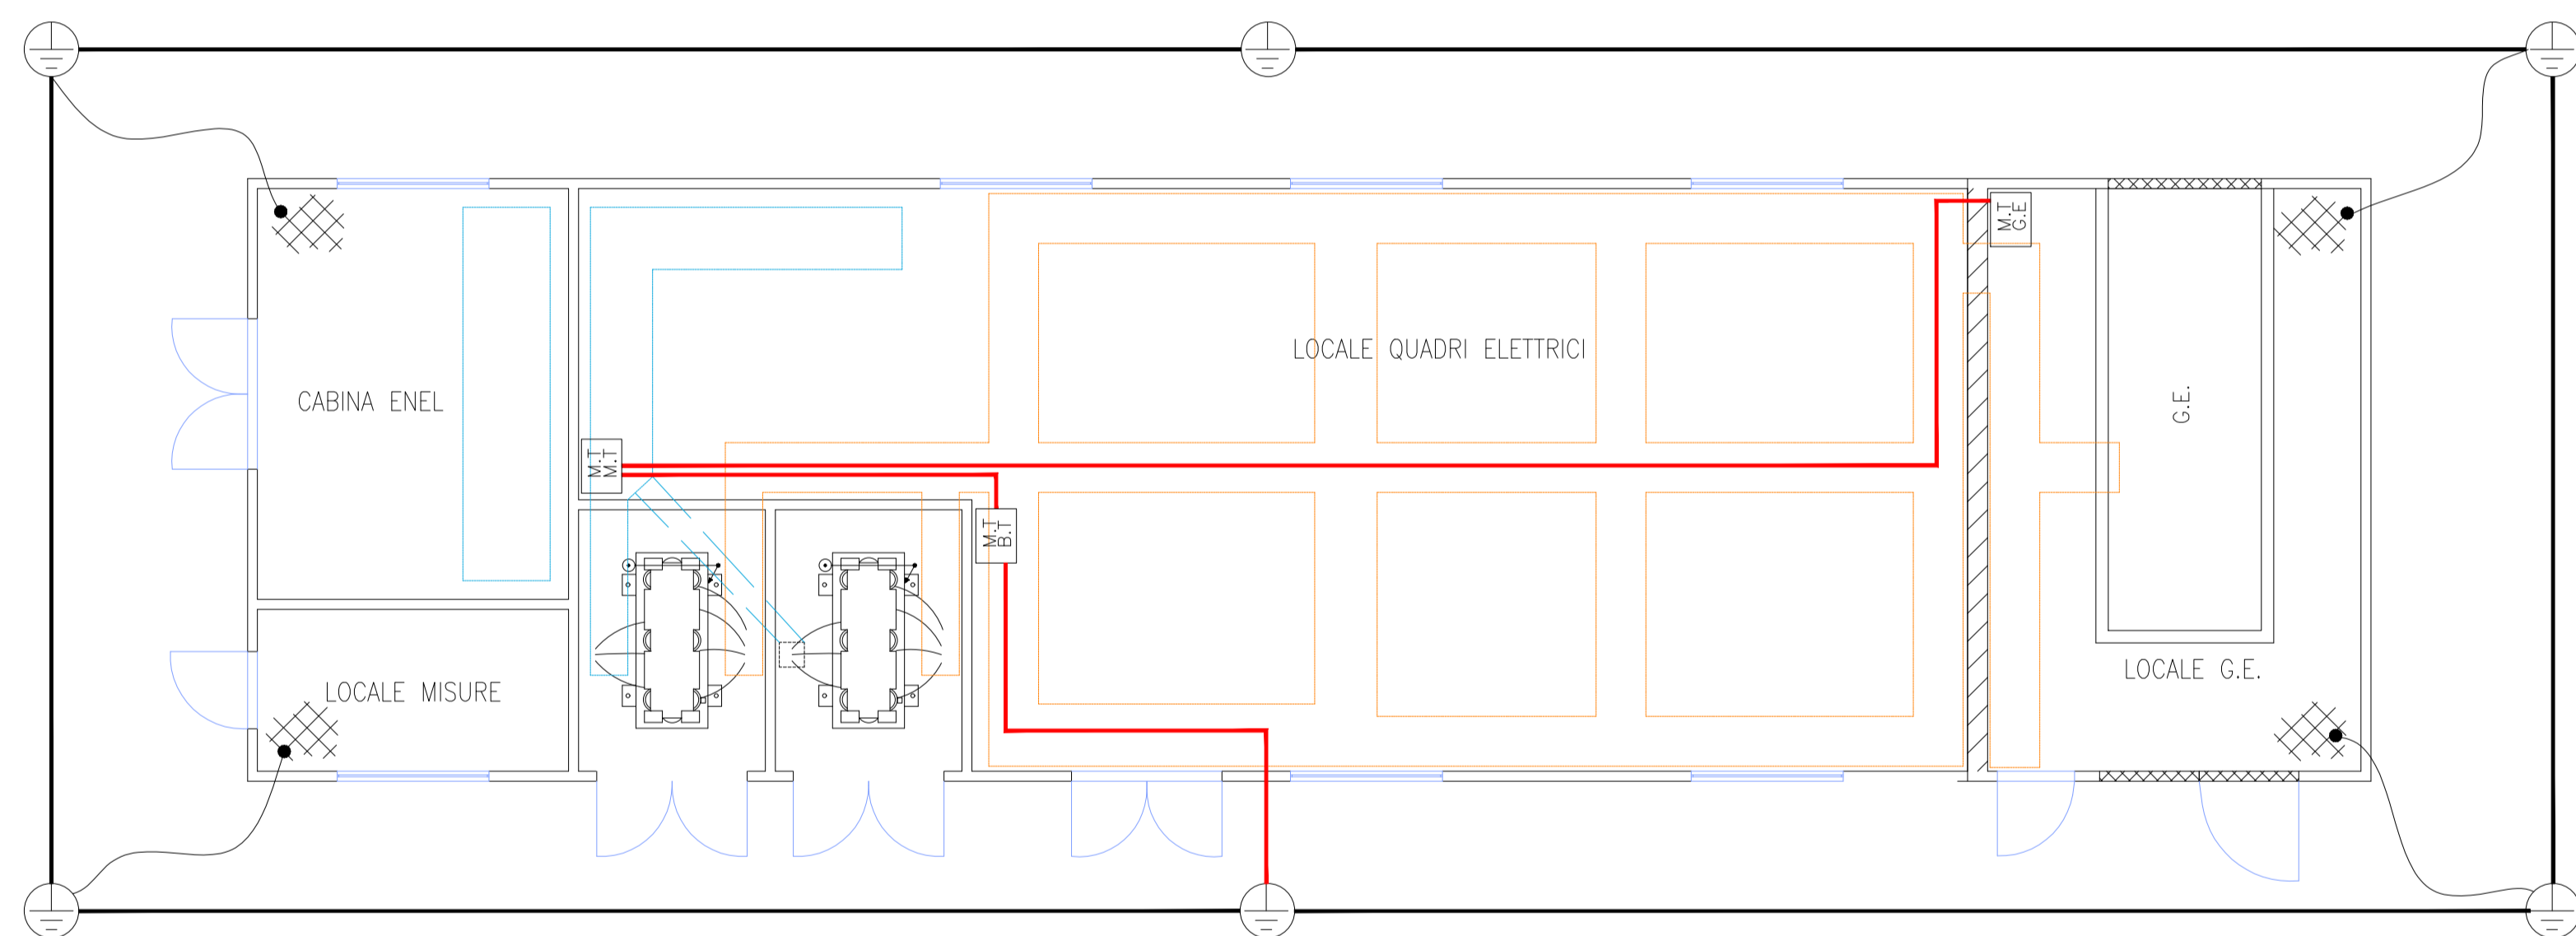 M.T
G.E
LOCALE QUADRI ELETTRICI
CABINA ENEL
G.E.
M.T
M.T
M.T
B.T
LOCALE G.E.
LOCALE MISURE